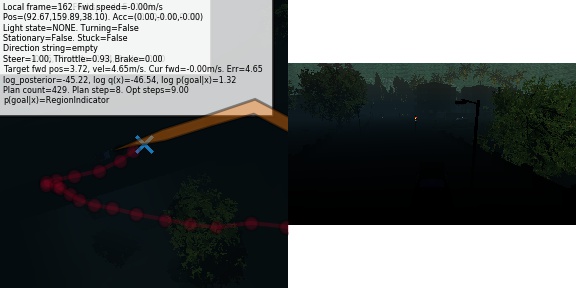 Local frame=162. Fwd speed=-0.00m/s
Pos=(92.67,159.89,38.10). Acc=(0.00,-0.00,-0.00)
Light state=NONE. Turning=False
Stationary=False. Stuck=False
Direction string=empty
Steer=1.00, Throttle=0.93, Brake=0.00
Target fwd pos=3.72, vel=4.65m/s. Cur fwd=-0.00m/s. Err=4.65
log_posterior=-45.22, log q(x)=-46.54, log p(goal|x)=1.32
Plan count=429. Plan step=8. Opt steps=9.00
p(goal|x)=RegionIndicator